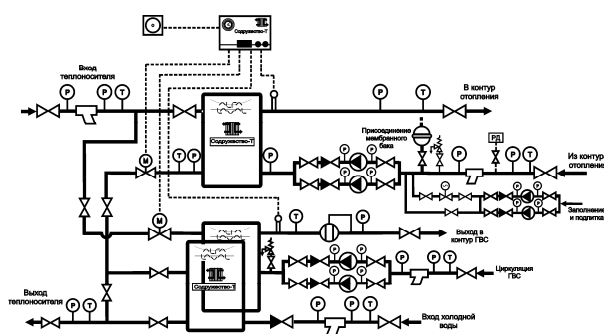 Содружество-Т
Вход
теплоносителя
P
P
T
P
T
В контур
отопления
Присоединение
мембранного
бака
РД
P
P
P
T
Из контура
отопления
M
T
P
Содружество-Т
P
P
P
P
Заполнение
и подпитка
M
T
P
Выход в
контур ГВС
P
P
P
T
Циркуляция
ГВС
Содружество-Т
Выход
теплоносителя
P
T
P
T
Вход холодной
воды